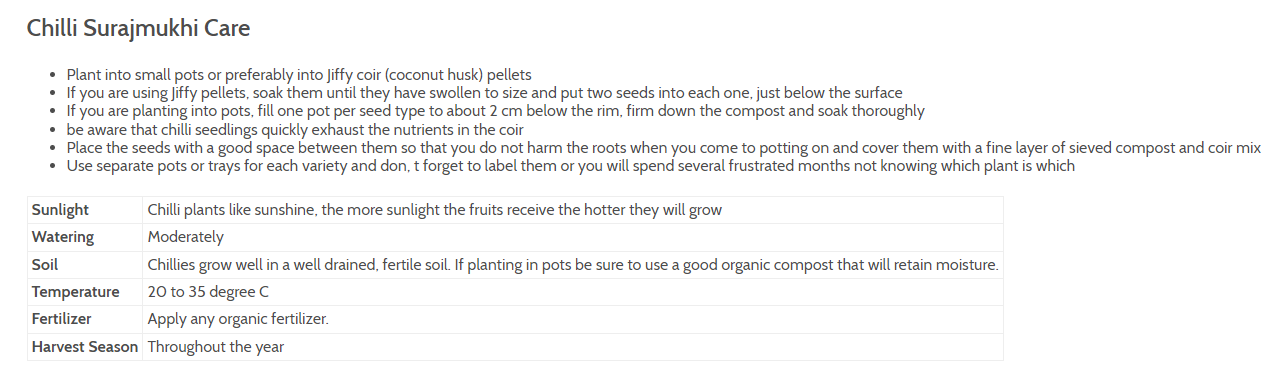 Chilli Surajmukhi Care
• Plant into small pots or preferably into Jiffy coir (coconut husk) pellets
• If you are using Jiffy pellets, soak them until they have swollen to size and put two seeds into each one, just below the surface
• If you are planting into pots, fill one pot per seed type to about 2 cm below the rim, firm down the compost and soak thoroughly
• be aware that chilli seedlings quickly exhaust the nutrients in the coir
• Place the seeds with a good space between them so that you do not harm the roots when you come to potting on and cover them with a fine layer of sieved compost and coir mix
• Use separate pots or trays for each variety and don, t forget to label them or you will spend several frustrated months not knowing which plant is which
Sunlight Chilli plants like sunshine, the more sunlight the fruits receive the hotter they will grow
Watering Moderately
Soil Chillies grow well in a well drained, fertile soil. If planting in pots be sure to use a good organic compost that will retain moisture.
Temperature 20 to 35 degree C
Fertilizer Apply any organic fertilizer.
Harvest Season Throughout the year